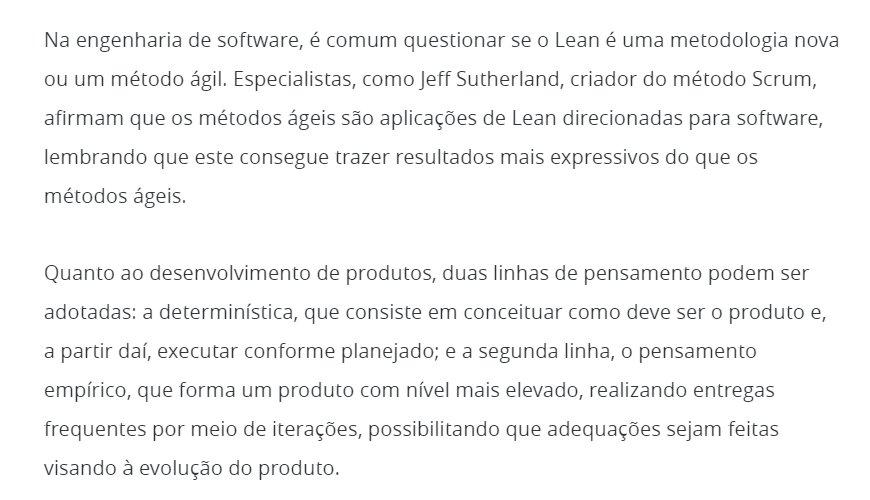 Na engenharia de software, é comum questionar se o Lean é uma metodologia nova
ou um método ágil. Especialistas, como Jeff Sutherland, criador do método Scrum,
afirmam que os métodos ágeis são aplicações de Lean direcionadas para software,
lembrando que este consegue trazer resultados mais expressivos do que os
métodos ágeis.
Quanto ao desenvolvimento de produtos, duas linhas de pensamento podem ser
adotadas: a determinística, que consiste em conceituar como deve ser o produto e,
a partir daí, executar conforme planejado; e a segunda linha, o pensamento
empírico, que forma um produto com nível mais elevado, realizando entregas
frequentes por meio de iterações, possibilitando que adequações sejam feitas
visando à evolução do produto.